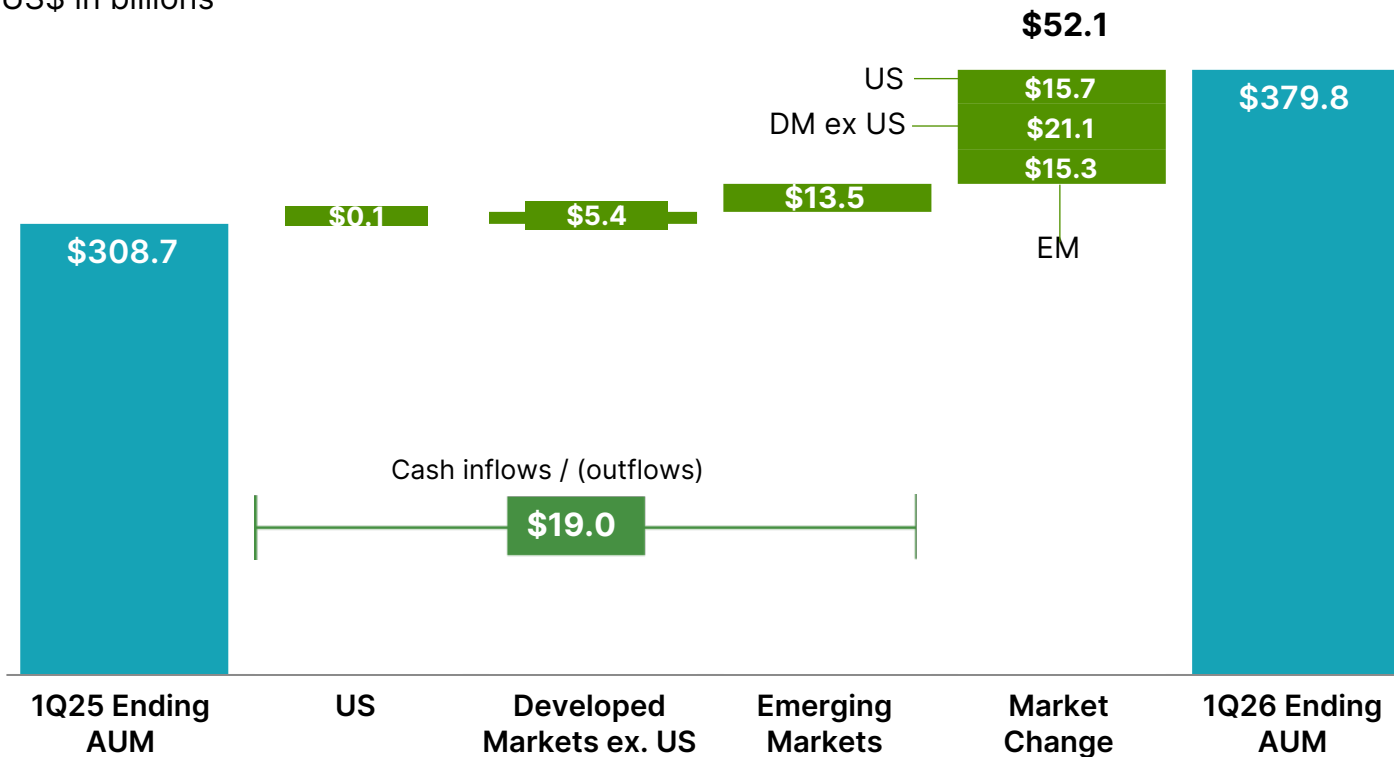 US$ in billions
$52.1
US
$15.7
$379.8
DM ex US
$21.1
$15.3
$13.5
$0.1
$5.4
$308.7
EM
Cash inflows / (outflows)
$19.0
1Q25 Ending
AUM
US
Developed
Markets ex. US
Emerging
Markets
Market
Change
1Q26 Ending
AUM